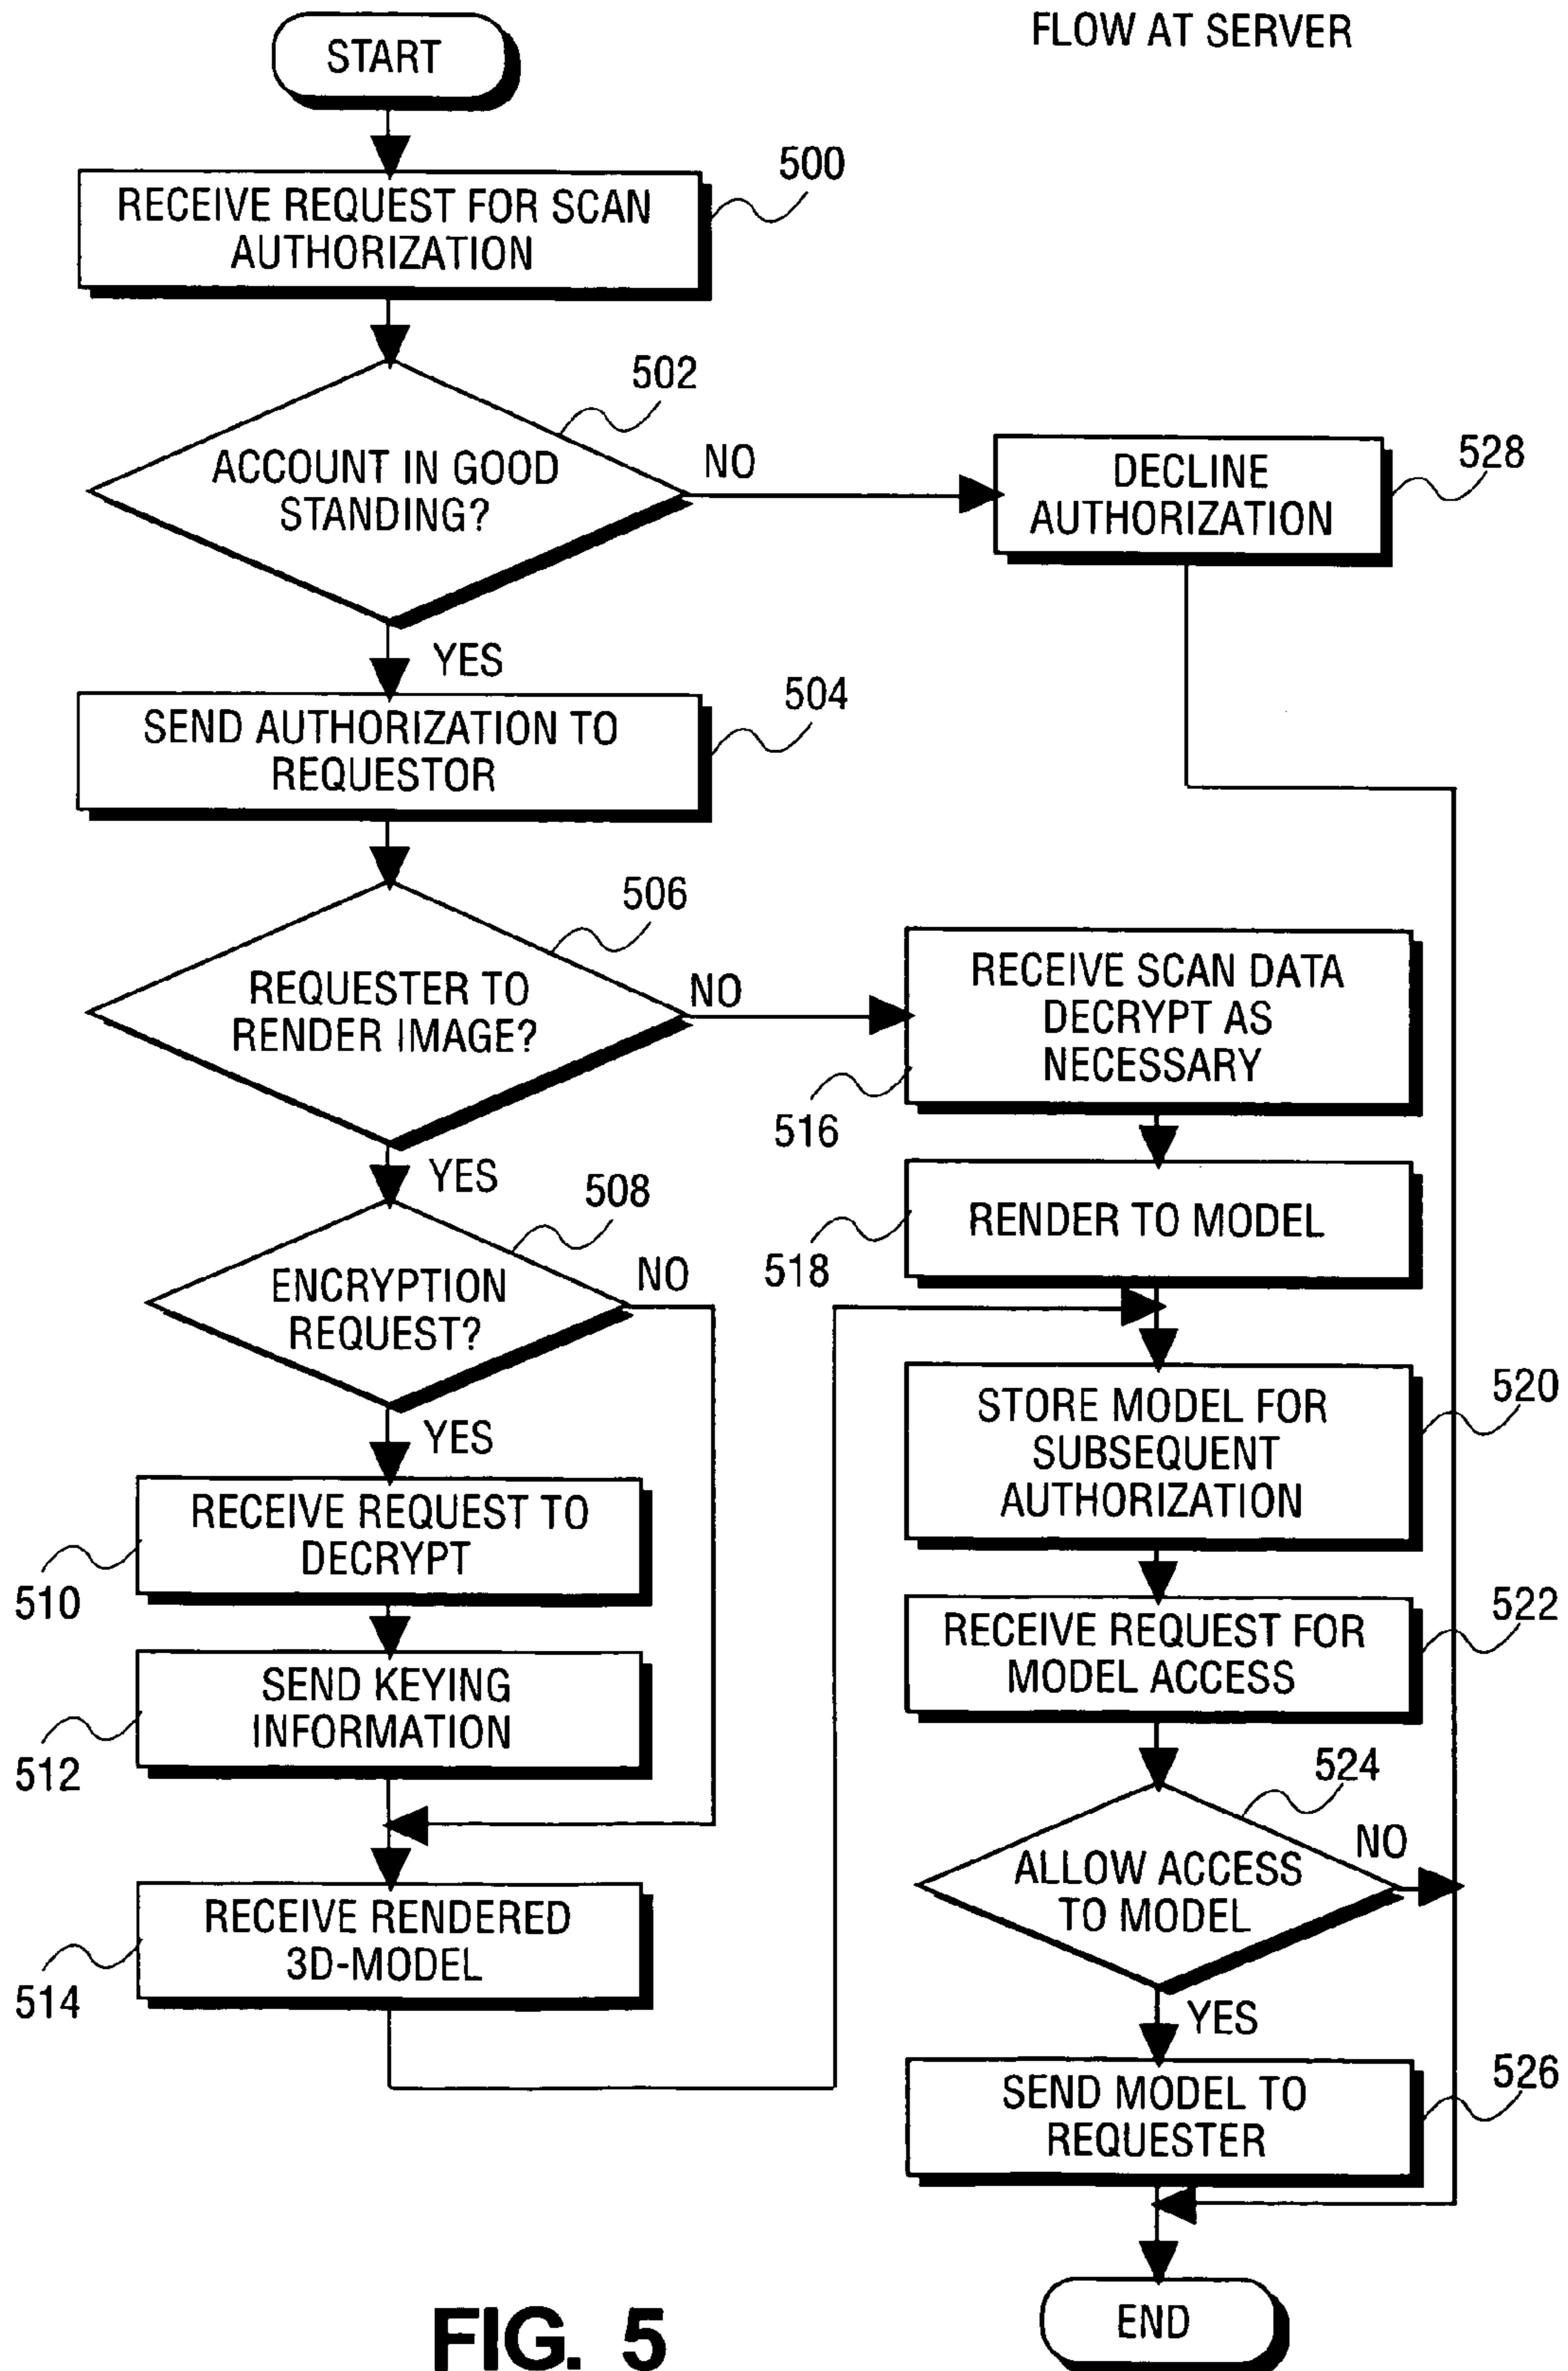 FLOW AT SERVER
START
500
RECEIVE REQUEST FOR SCAN
AUTHORIZATION
502
ACCOUNT IN GOOD
STANDING?
NO
528
DECLINE
AUTHORIZATION
YES
504
SEND AUTHORIZATION TO
REQUESTOR
506
REQUESTER TO
RENDER IMAGE?
NO
RECEIVE SCAN DATA
DECRYPT AS
NECESSARY
516
YES
508
ENCRYPTION
REQUEST?
NO
RENDER TO MODEL
518
YES
520
STORE MODEL FOR
SUBSEQUENT
AUTHORIZATION
RECEIVE REQUEST TO
DECRYPT
510
522
RECEIVE REQUEST FOR
MODEL ACCESS
SEND KEYING
INFORMATION
512
524
ALLOW ACCESS
TO MODEL
NO
RECEIVE RENDERED
3D-MODEL
514
YES
526
SEND MODEL TO
REQUESTER
END
FIG. 5